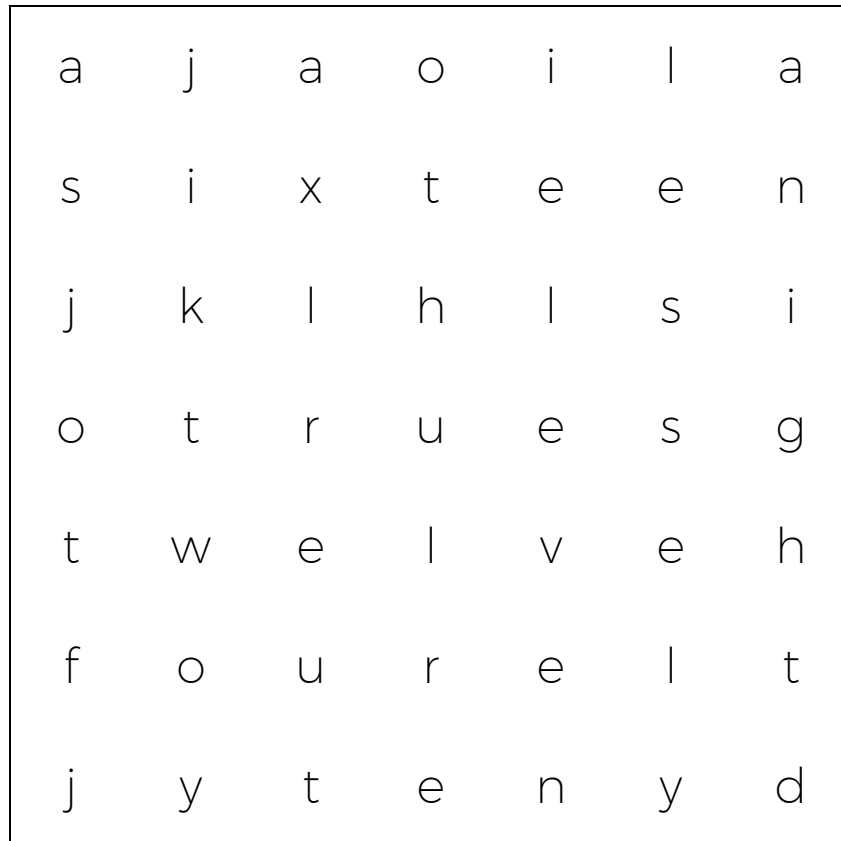 a j a o i l a
s i x t e e n
j k l h l s i
o t r u e s g
t w e l v e h
f o u r e l t
j y t e n y d